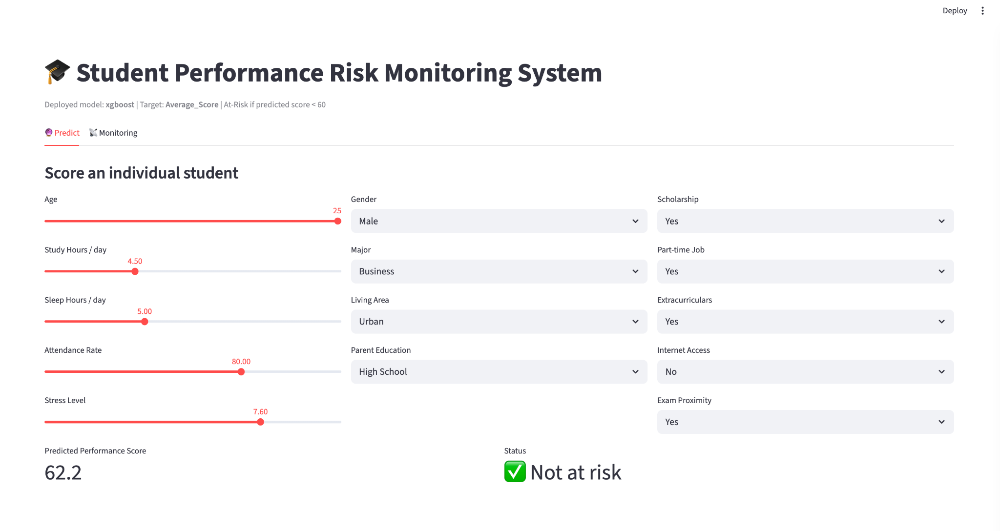 Deploy
Student Performance Risk Monitoring System
Deployed model: xgboost | Target: Average_Score | At-Risk if predicted score < 60
Predict
Monitoring
Score an individual student
Age
25
Gender
Male
Scholarship
Yes
Study Hours / day
4.50
Major
Business
Part-time Job
Yes
Sleep Hours / day
5.00
Living Area
Urban
Extracurriculars
Yes
Attendance Rate
80.00
Parent Education
High School
Internet Access
No
Stress Level
7.60
Exam Proximity
Yes
Predicted Performance Score
62.2
Status
Not at risk